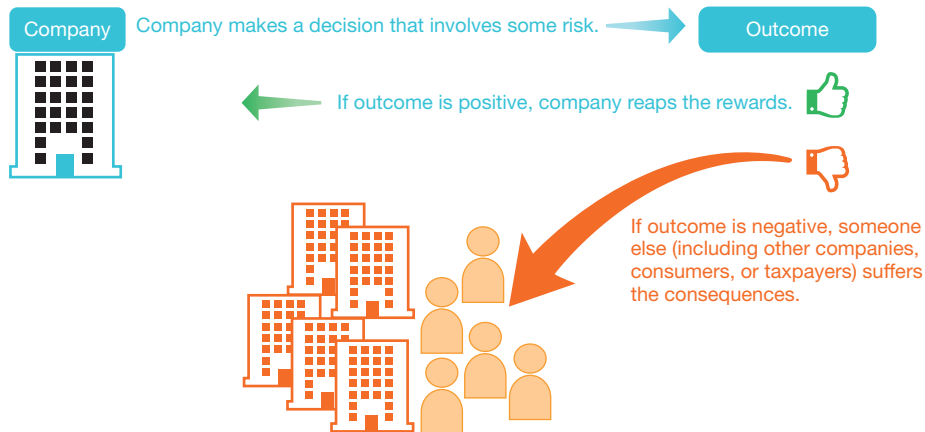 Company
Company makes a decision that involves some risk.
Outcome
If outcome is positive, company reaps the rewards.
If outcome is negative, someone
else (including other companies,
consumers, or taxpayers) suffers
the consequences.